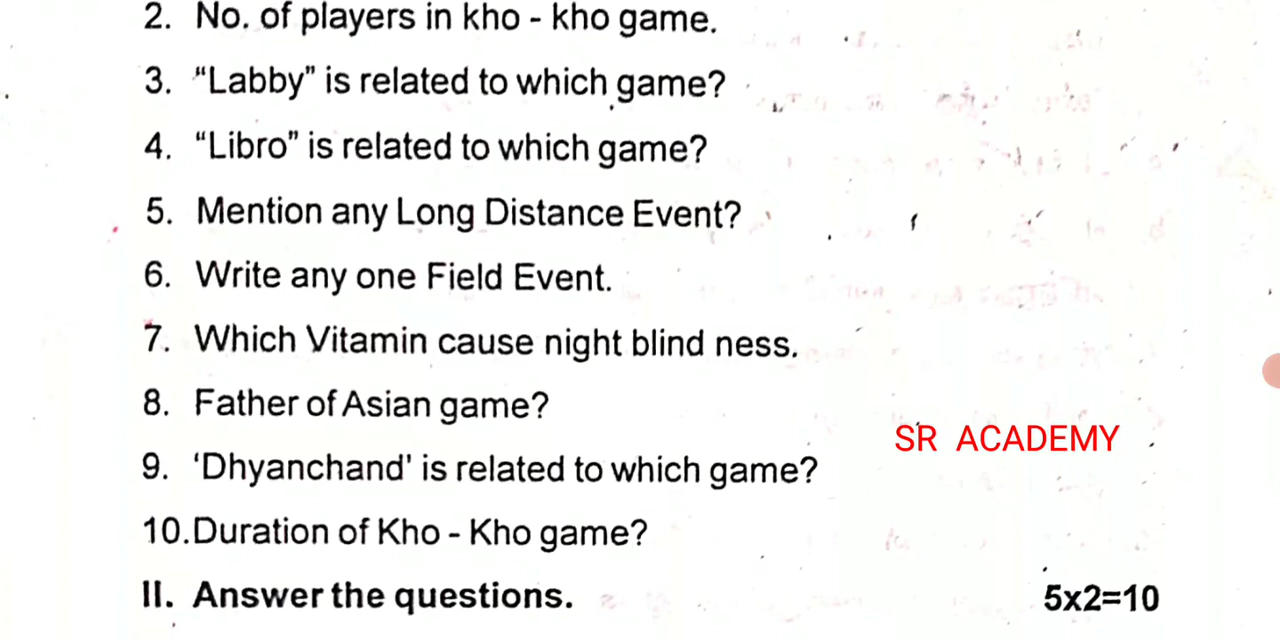 2. No. of players in kho - kho game.
3. "Labby" is related to which game?
4. "Libro" is related to which game?
5. Mention any Long Distance Event?
6. Write any one Field Event.
7. Which Vitamin cause night blind ness.
8. Father of Asian game?
SR ACADEMY
9. 'Dhyanchand' is related to which game?
10. Duration of Kho - Kho game?
II. Answer the questions. 5x2=10